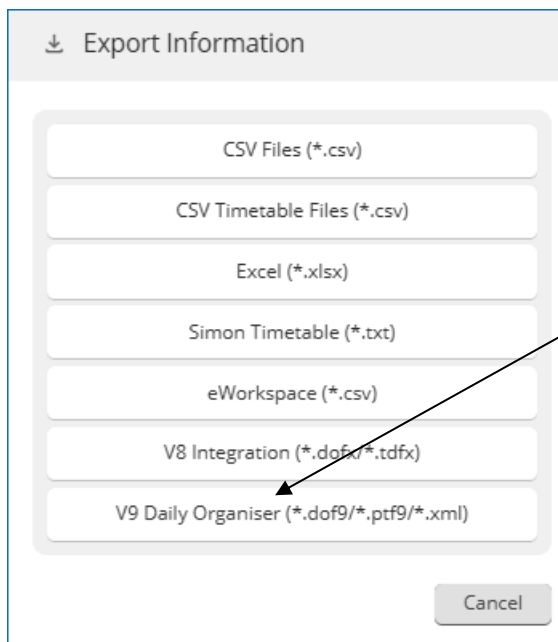 Export Information
CSV Files (*.csv)
CSV Timetable Files (*.csv)
Excel (*.xlsx)
Simon Timetable (*.txt)
eWorkspace (*.csv)
V8 Integration (*.dofx/*.tdfx)
V9 Daily Organiser (*.dof9/*.ptf9/*.xml)
Cancel